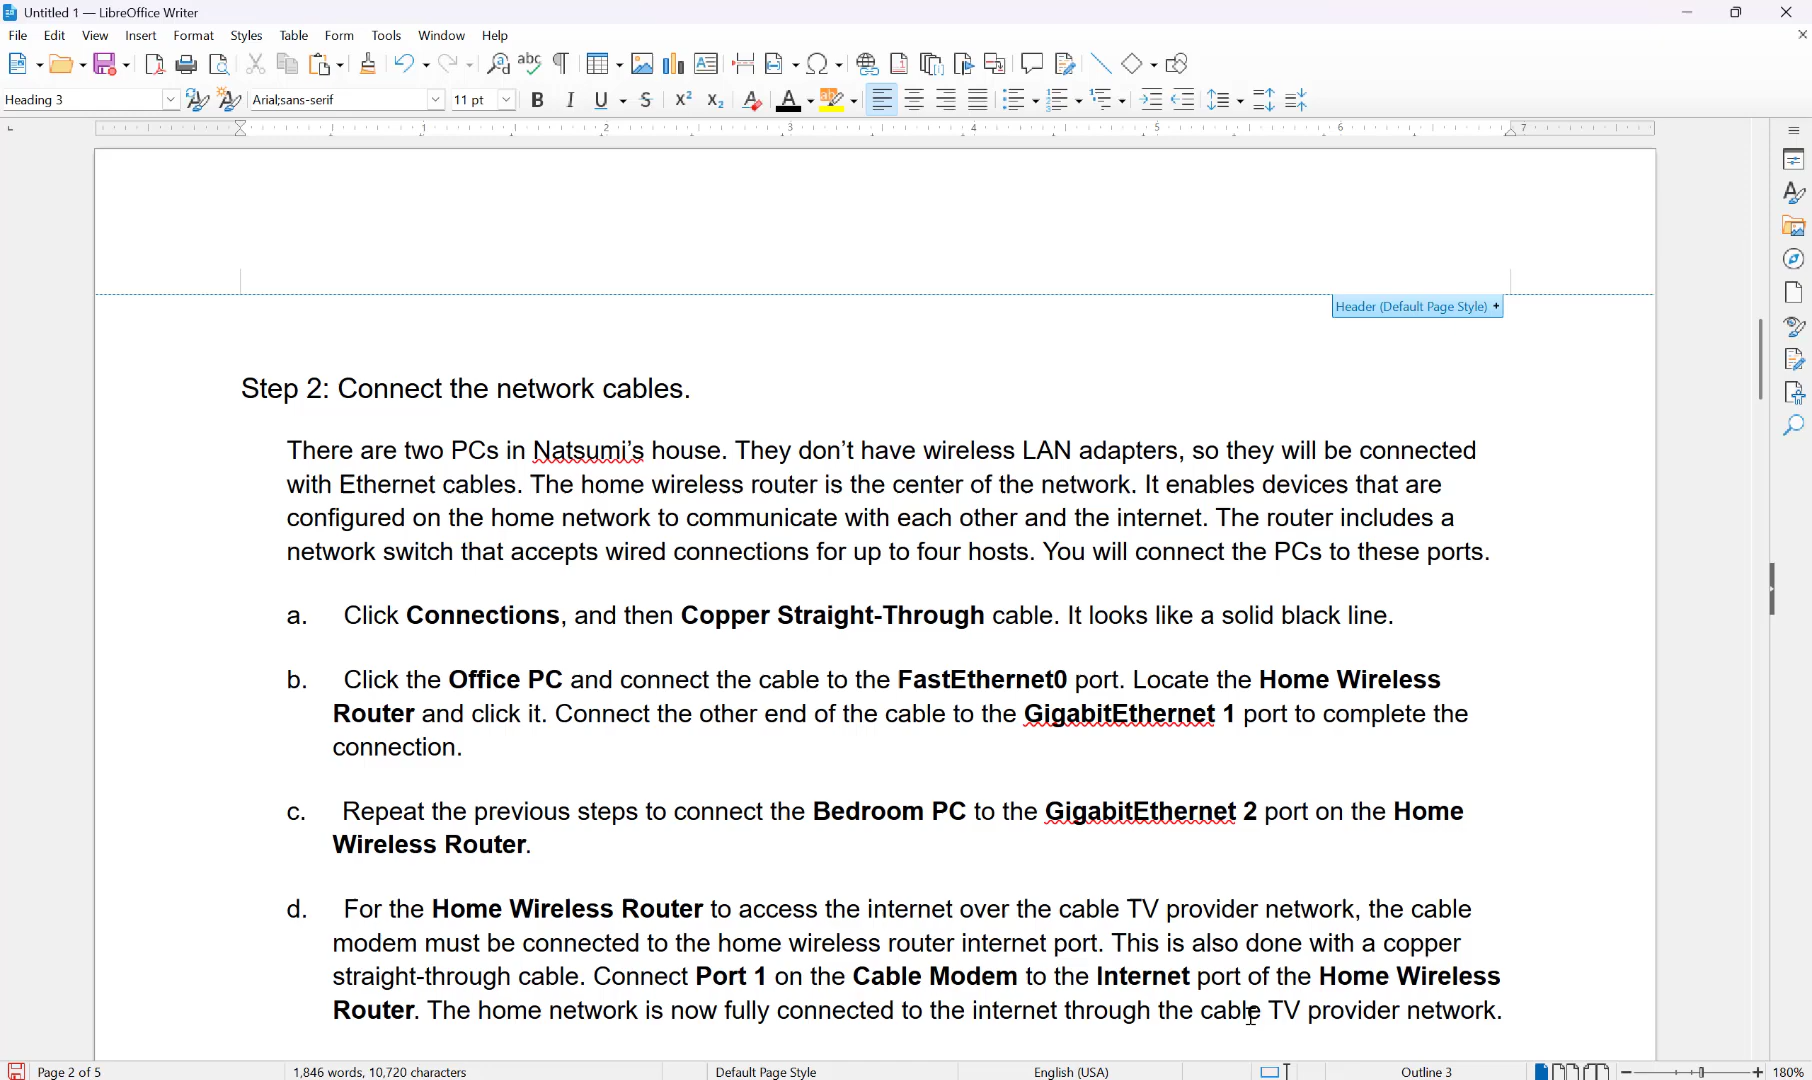 Untitled 1 — LibreOffice Writer
File Edit View Insert Format Styles Table Form Tools Window Help
Heading 3 Arial;sans-serif 11 pt
1 2 3 4 5 6 7
Header (Default Page Style) +
Step 2: Connect the network cables.
There are two PCs in Natsumi’s house. They don’t have wireless LAN adapters, so they will be connected
with Ethernet cables. The home wireless router is the center of the network. It enables devices that are
configured on the home network to communicate with each other and the internet. The router includes a
network switch that accepts wired connections for up to four hosts. You will connect the PCs to these ports.
a. Click Connections, and then Copper Straight-Through cable. It looks like a solid black line.
b. Click the Office PC and connect the cable to the FastEthernet0 port. Locate the Home Wireless
Router and click it. Connect the other end of the cable to the GigabitEthernet 1 port to complete the
connection.
c. Repeat the previous steps to connect the Bedroom PC to the GigabitEthernet 2 port on the Home
Wireless Router.
d. For the Home Wireless Router to access the internet over the cable TV provider network, the cable
modem must be connected to the home wireless router internet port. This is also done with a copper
straight-through cable. Connect Port 1 on the Cable Modem to the Internet port of the Home Wireless
Router. The home network is now fully connected to the internet through the cable TV provider network.
Page 2 of 5 1,846 words, 10,720 characters Default Page Style English (USA) Outline 3 180%